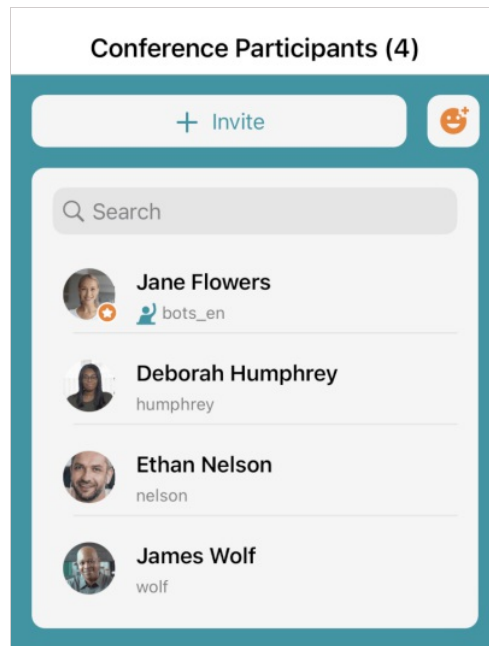 Conference Participants (4)
+ Invite
Search
Jane Flowers
bots_en
Deborah Humphrey
humphrey
Ethan Nelson
nelson
James Wolf
wolf